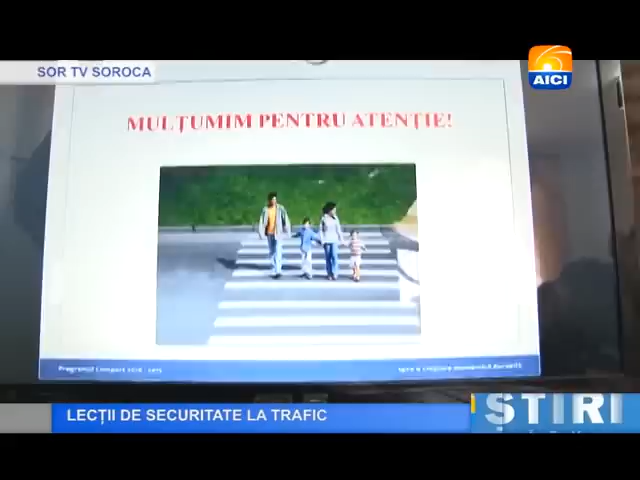 SOR TV SOROCA
AICI
MULȚUMIM PENTRU ATENȚIE!
LECȚII DE SECURITATE LA TRAFIC
ȘTIRI